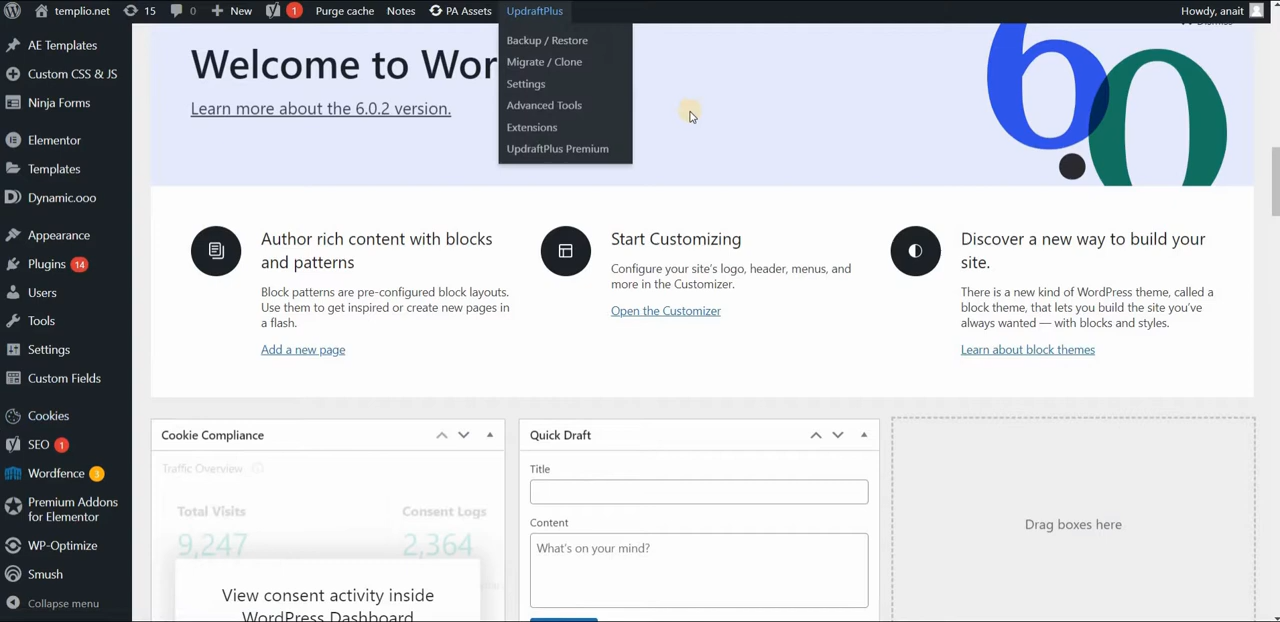 templio.net 15 0 + New 1 Purge cache Notes PA Assets UpdraftPlus Howdy, anait
Backup / Restore
Migrate / Clone
Settings
Advanced Tools
Extensions
UpdraftPlus Premium
AE Templates
Custom CSS & JS
Ninja Forms
Elementor
Templates
Dynamic.ooo
Appearance
Plugins 14
Users
Tools
Settings
Custom Fields
Cookies
SEO 1
Wordfence 3
Premium Addons
for Elementor
WP-Optimize
Smush
Collapse menu
Dismiss
Welcome to Wor
Learn more about the 6.0.2 version.
60
Author rich content with blocks
and patterns
Block patterns are pre-configured block layouts.
Use them to get inspired or create new pages in
a flash.
Add a new page
Start Customizing
Configure your site's logo, header, menus, and
more in the Customizer.
Open the Customizer
Discover a new way to build your
site.
There is a new kind of WordPress theme, called a
block theme, that lets you build the site you've
always wanted — with blocks and styles.
Learn about block themes
Cookie Compliance
Traffic Overview
Total Visits Consent Logs
9,247 2,364
View consent activity inside
WordPress Dashboard
Quick Draft
Title
Content
What's on your mind?
Drag boxes here